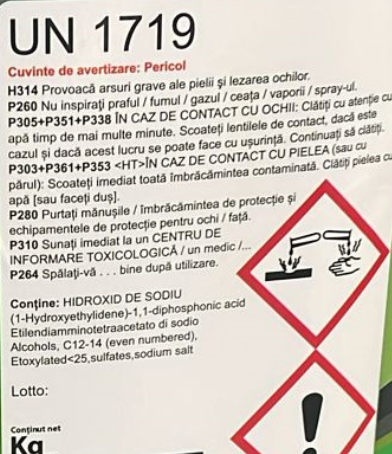 UN 1719
Cuvinte de avertizare: Pericol
H314 Provoacă arsuri grave ale pielii și lezarea ochilor.
P260 Nu inspirați praful / fumul / gazul / ceața / vaporii / spray-ul.
P305+P351+P338 ÎN CAZ DE CONTACT CU OCHII: Clătiți cu atenție cu
apă timp de mai multe minute. Scoateți lentilele de contact, dacă este
cazul și dacă acest lucru se poate face cu ușurință. Continuați să clătiți.
P303+P361+P353 <HT>ÎN CAZ DE CONTACT CU PIELEA (sau cu
părul): Scoateți imediat toată îmbrăcămintea contaminată. Clătiți pielea cu
apă [sau faceți duș].
P280 Purtați mănușile / îmbrăcămintea de protecție și
echipamentele de protecție pentru ochi / față.
P310 Sunați imediat la un CENTRU DE
INFORMARE TOXICOLOGICĂ / un medic /...
P264 Spălați-vă . . . bine după utilizare.
Conține: HIDROXID DE SODIU
(1-Hydroxyethylidene)-1,1-diphosphonic acid
Etilendiamminotetraacetato di sodio
Alcohols, C12-14 (even numbered),
Etoxylated<25,sulfates,sodium salt
Lotto:
Conținut net
Kg